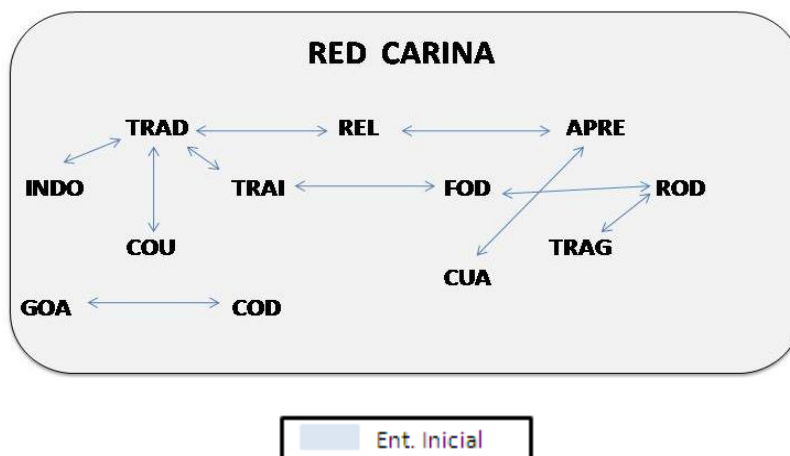 RED CARINA
TRAD REL APRE
INDO TRAI FOD ROD
COU TRAG
CUA
GOA COD
Ent. Inicial